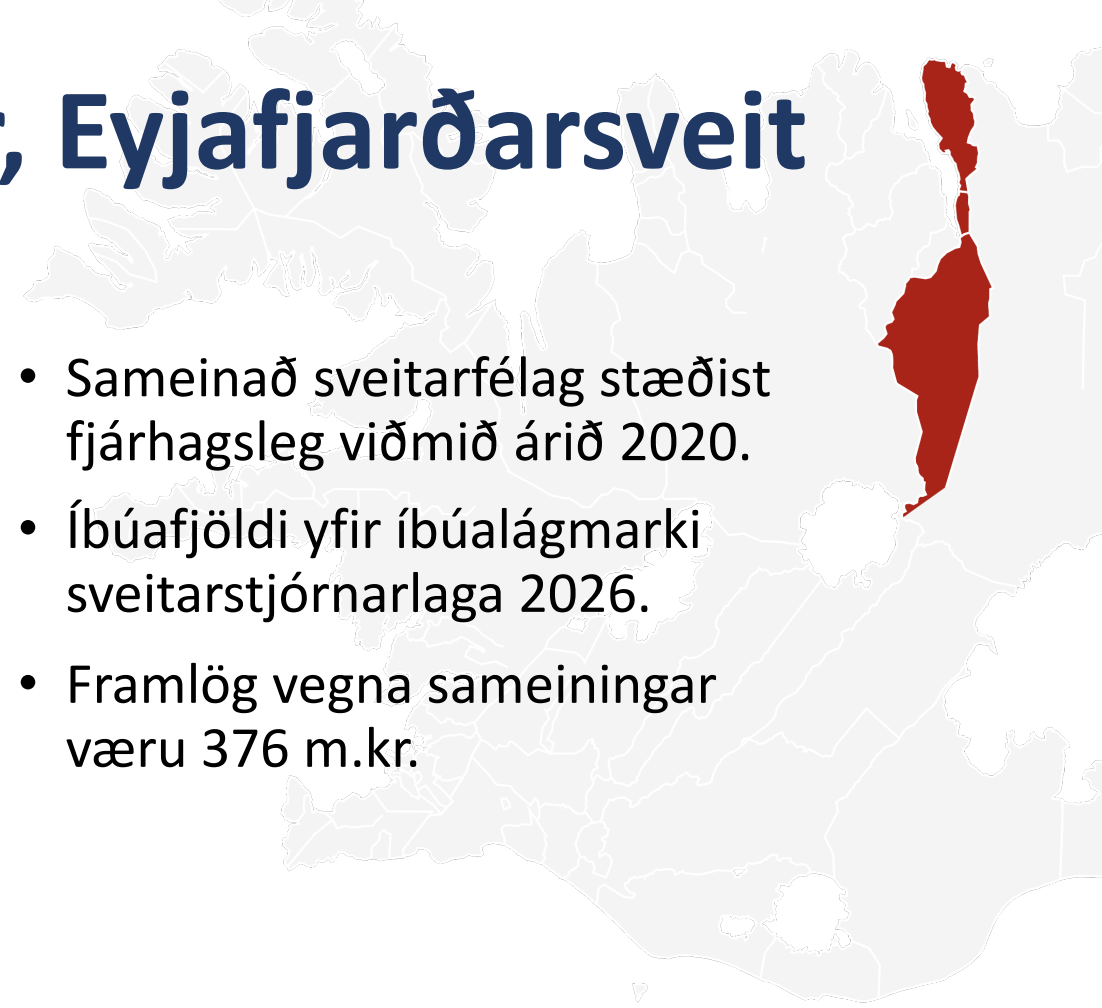 , Eyjafjarðarsveit
• Sameinað sveitarfélag stæðist
fjárhagsleg viðmið árið 2020.
• Íbúafjöldi yfir íbúalágmarki
sveitarstjórnarlaga 2026.
• Framlög vegna sameiningar
væru 376 m.kr.